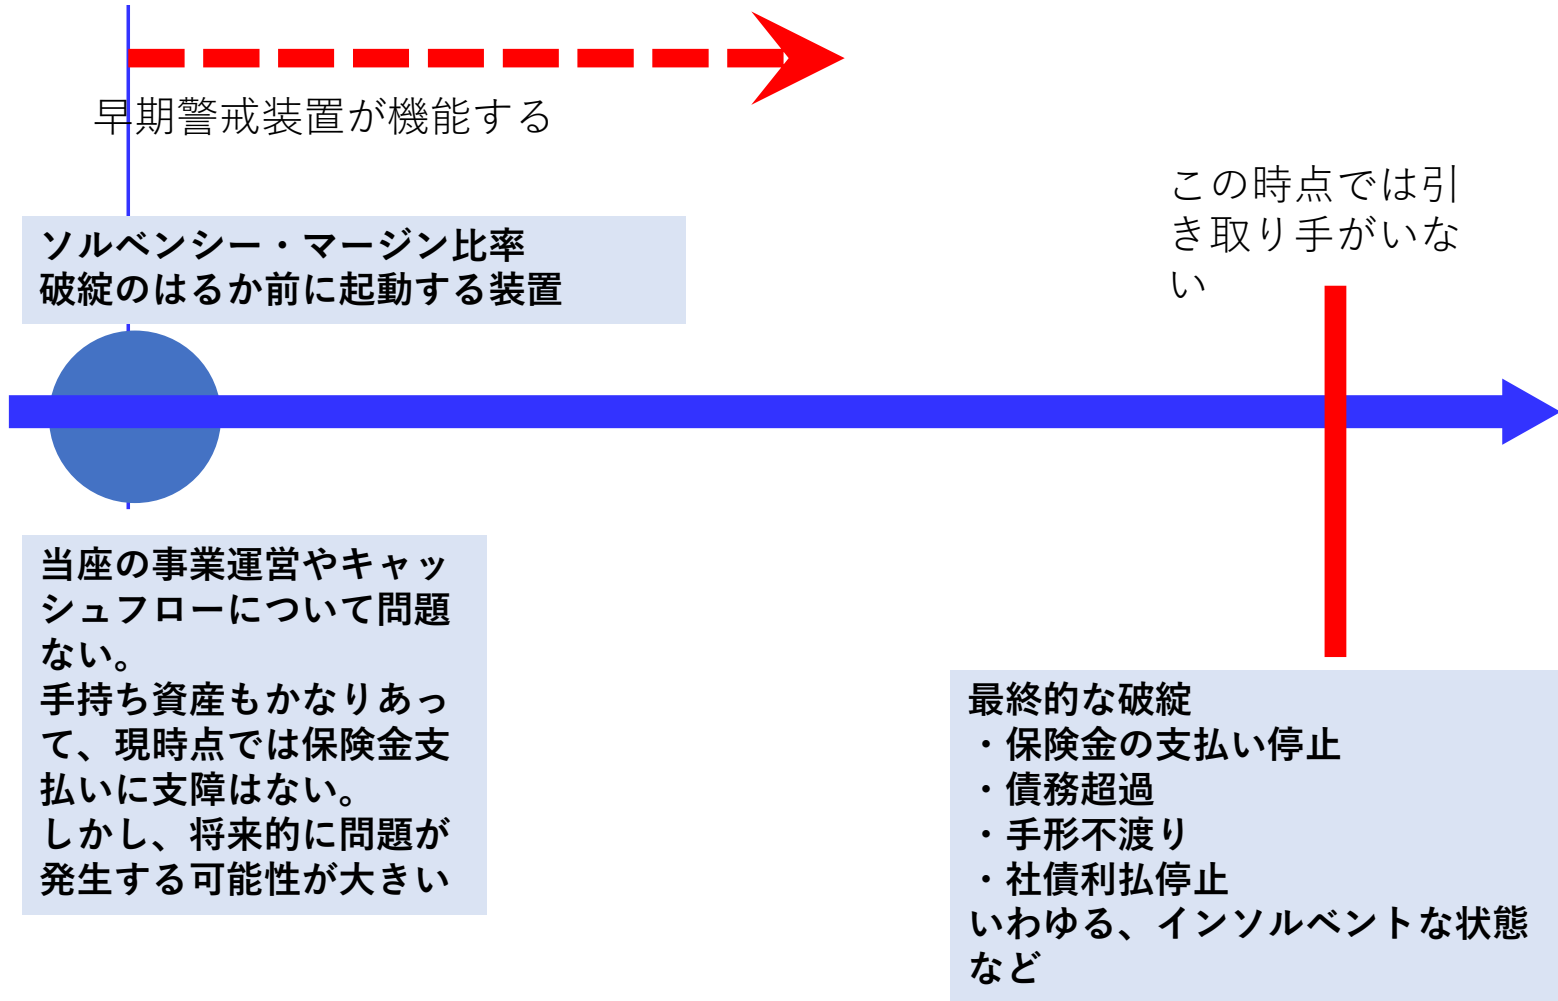 早期警戒装置が機能する
この時点では引
き取り手がいな
い
ソルベンシー・マージン比率
破綻のはるか前に起動する装置
当座の事業運営やキャッ
シュフローについて問題
ない。
手持ち資産もかなりあっ
て、現時点では保険金支
払いに支障はない。
しかし、将来的に問題が
発生する可能性が大きい
最終的な破綻
・保険金の支払い停止
・債務超過
・手形不渡り
・社債利払停止
いわゆる、インソルベントな状態
など